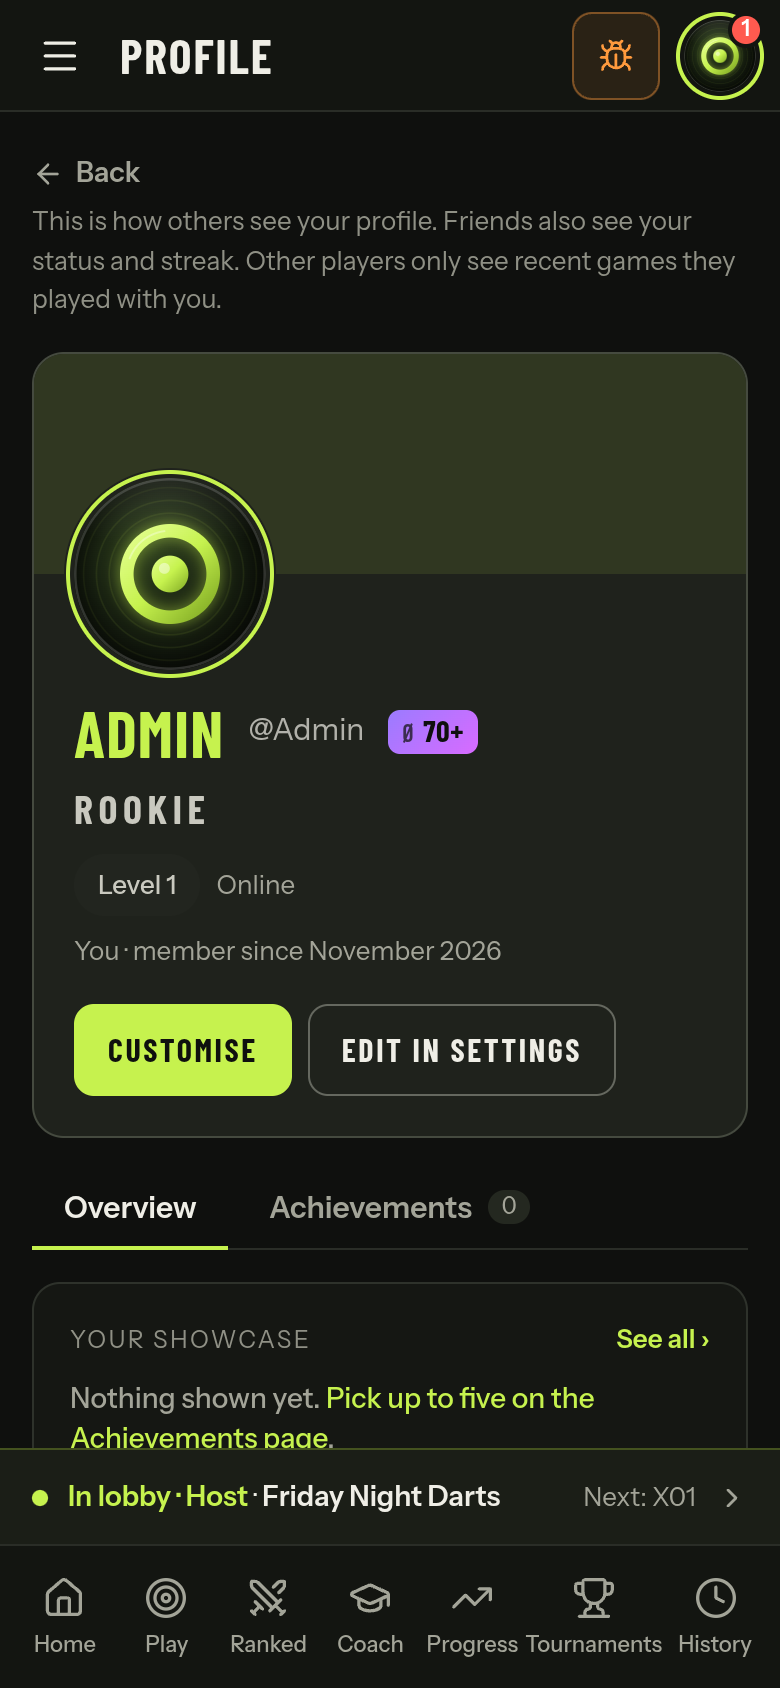 PROFILE
1
Back
This is how others see your profile. Friends also see your
status and streak. Other players only see recent games they
played with you.
ADMIN @Admin Ø 70+
ROOKIE
Level 1 Online
You · member since November 2026
CUSTOMISE EDIT IN SETTINGS
Overview Achievements 0
YOUR SHOWCASE See all ›
Nothing shown yet. Pick up to five on the
Achievements page.
In lobby · Host · Friday Night Darts Next: X01
Home Play Ranked Coach Progress Tournaments History